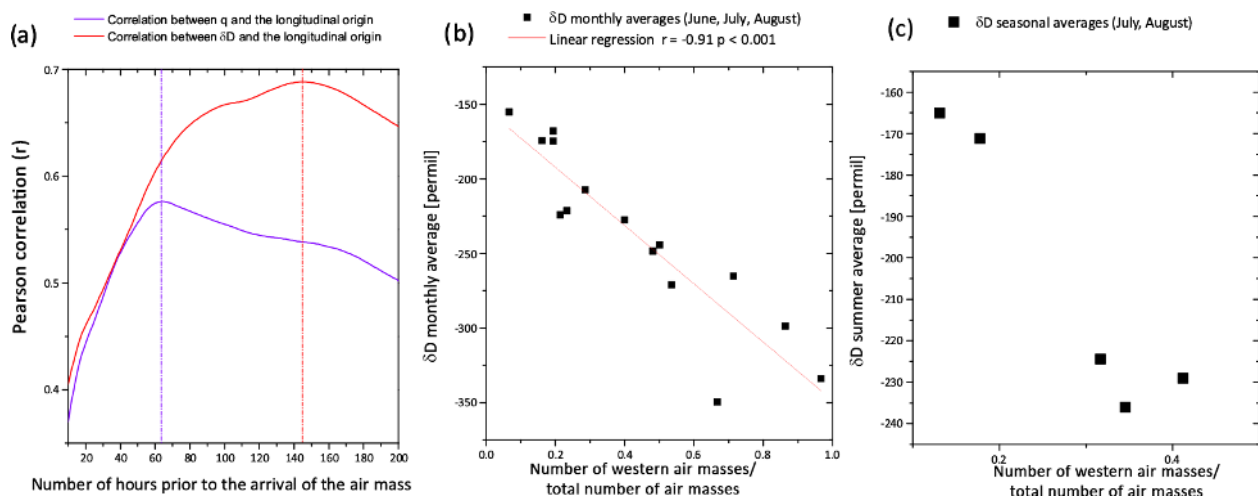 (a)
Correlation between q and the longitudinal origin
Correlation between δD and the longitudinal origin
Pearson correlation (r)
0.7
0.6
0.5
0.4
20 40 60 80 100 120 140 160 180 200
Number of hours prior to the arrival of the air mass
(b)
δD monthly averages (June, July, August)
Linear regression r = -0.91 p < 0.001
δD monthly average [permil]
-150
-200
-250
-300
-350
0.0 0.2 0.4 0.6 0.8 1.0
Number of western air masses/
total number of air masses
(c)
δD seasonal averages (July, August)
δD summer average [permil]
-160
-170
-180
-190
-200
-210
-220
-230
-240
0.2 0.4
Number of western air masses/
total number of air masses